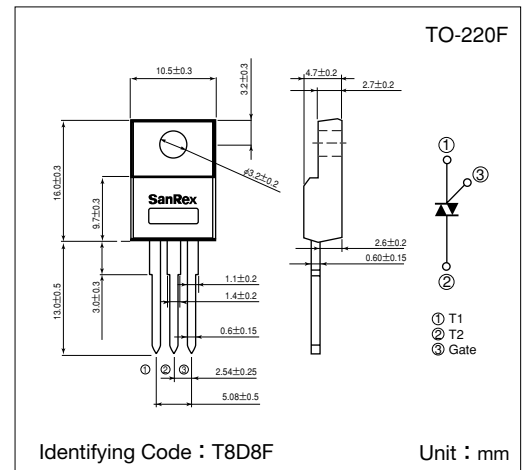 TO-220F
10.5±0.3
3.2±0.3
4.7±0.2
2.7±0.2
16.0±0.3
9.7±0.3
φ3.2±0.2
SanRex
13.0±0.5
3.0±0.3
1.1±0.2
1.4±0.2
0.6±0.15
① ② ③
2.54±0.25
5.08±0.5
2.6±0.2
0.60±0.15
①
③
②
① T1
② T2
③ Gate
Identifying Code：T8D8F
Unit：mm